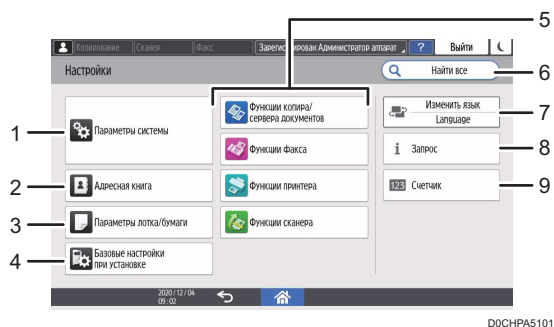 5
Копирование Сканер Факс Зарегистрирован:Администратор аппарат ? Выйти
Настройки
Найти все
6
1
Параметры системы
Функции копира/
сервера документов
Изменить язык
Language
7
Функции факса
i Запрос
8
2
Адресная книга
Функции принтера
123 Счетчик
9
3
Параметры лотка/бумаги
Функции сканера
4
Базовые настройки
при установке
2020/12/04
09:02
D0CHPA5101